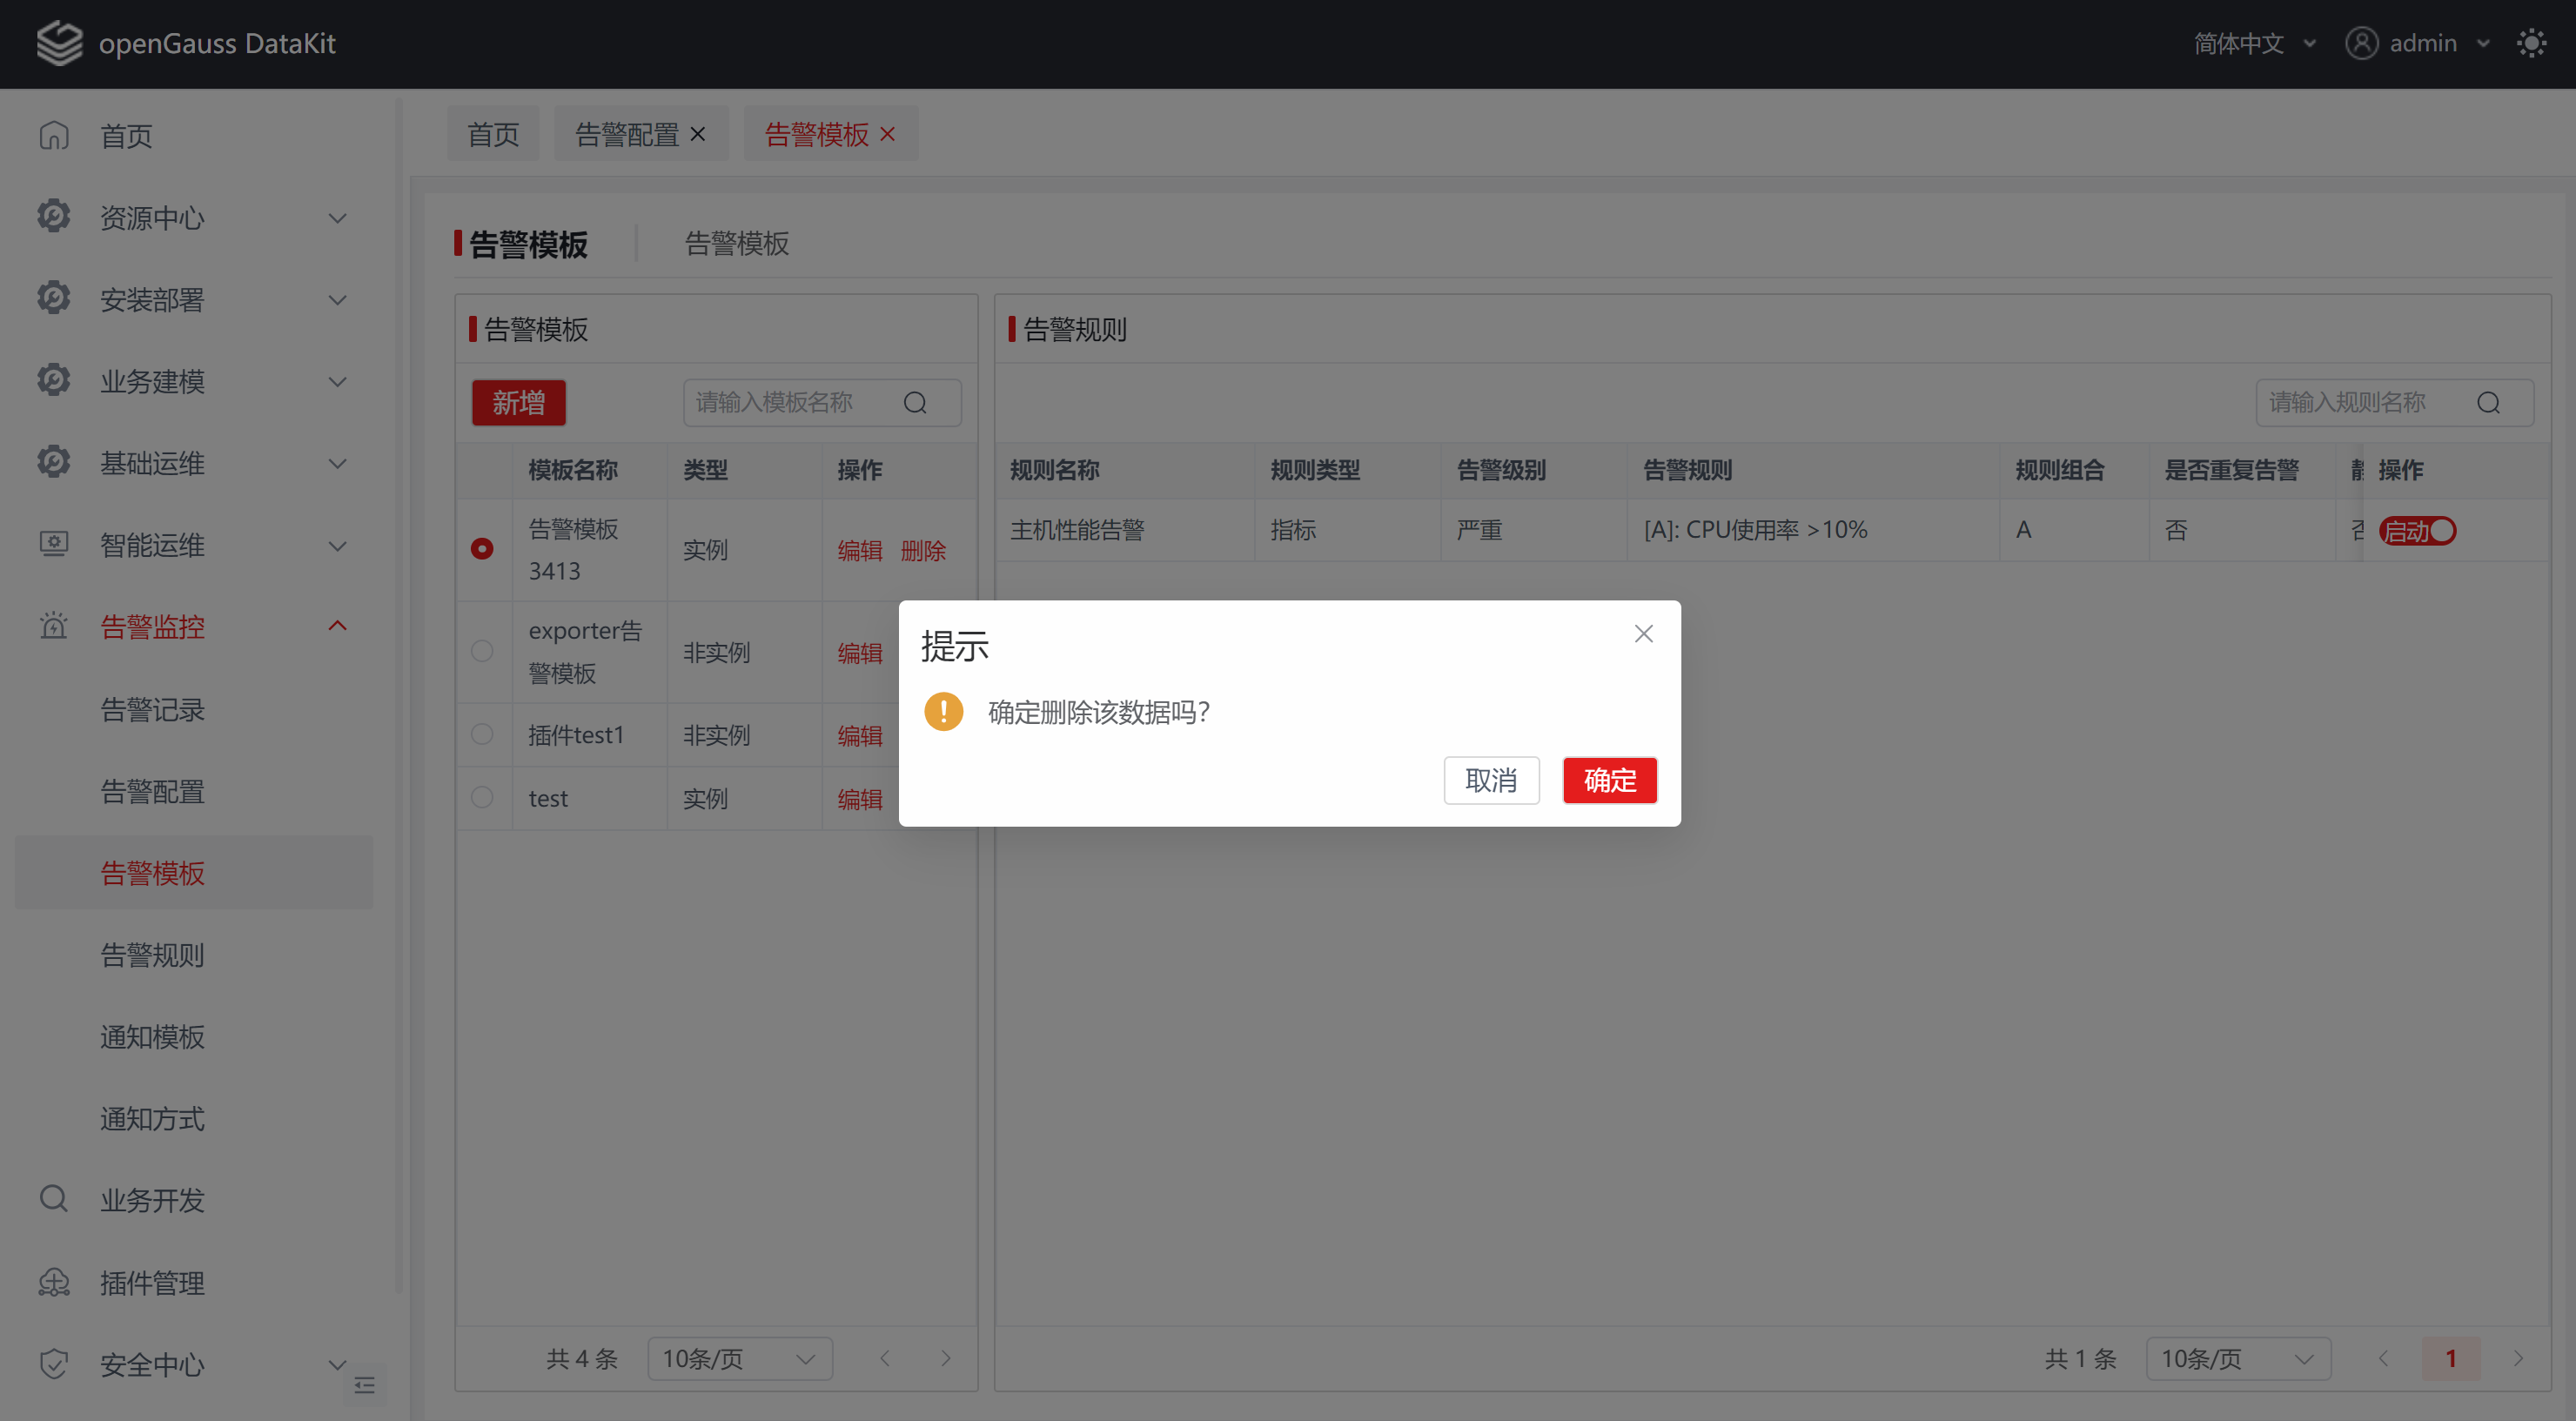 openGauss DataKit
简体中文
admin
首页
资源中心
安装部署
业务建模
基础运维
智能运维
告警监控
告警记录
告警配置
告警模板
告警规则
通知模板
通知方式
业务开发
插件管理
安全中心
首页
告警配置
告警模板
告警模板
告警模板
告警模板
新增
请输入模板名称
模板名称 类型 操作
告警模板
3413
实例 编辑 删除
exporter告
警模板
非实例 编辑
插件test1 非实例 编辑
test 实例 编辑
共 4 条 10条/页
告警规则
请输入规则名称
规则名称 规则类型 告警级别 告警规则 规则组合 是否重复告警 操作
主机性能告警 指标 严重 [A]: CPU使用率 >10% A 否 启动
共 1 条 10条/页 1
提示
确定删除该数据吗?
取消 确定